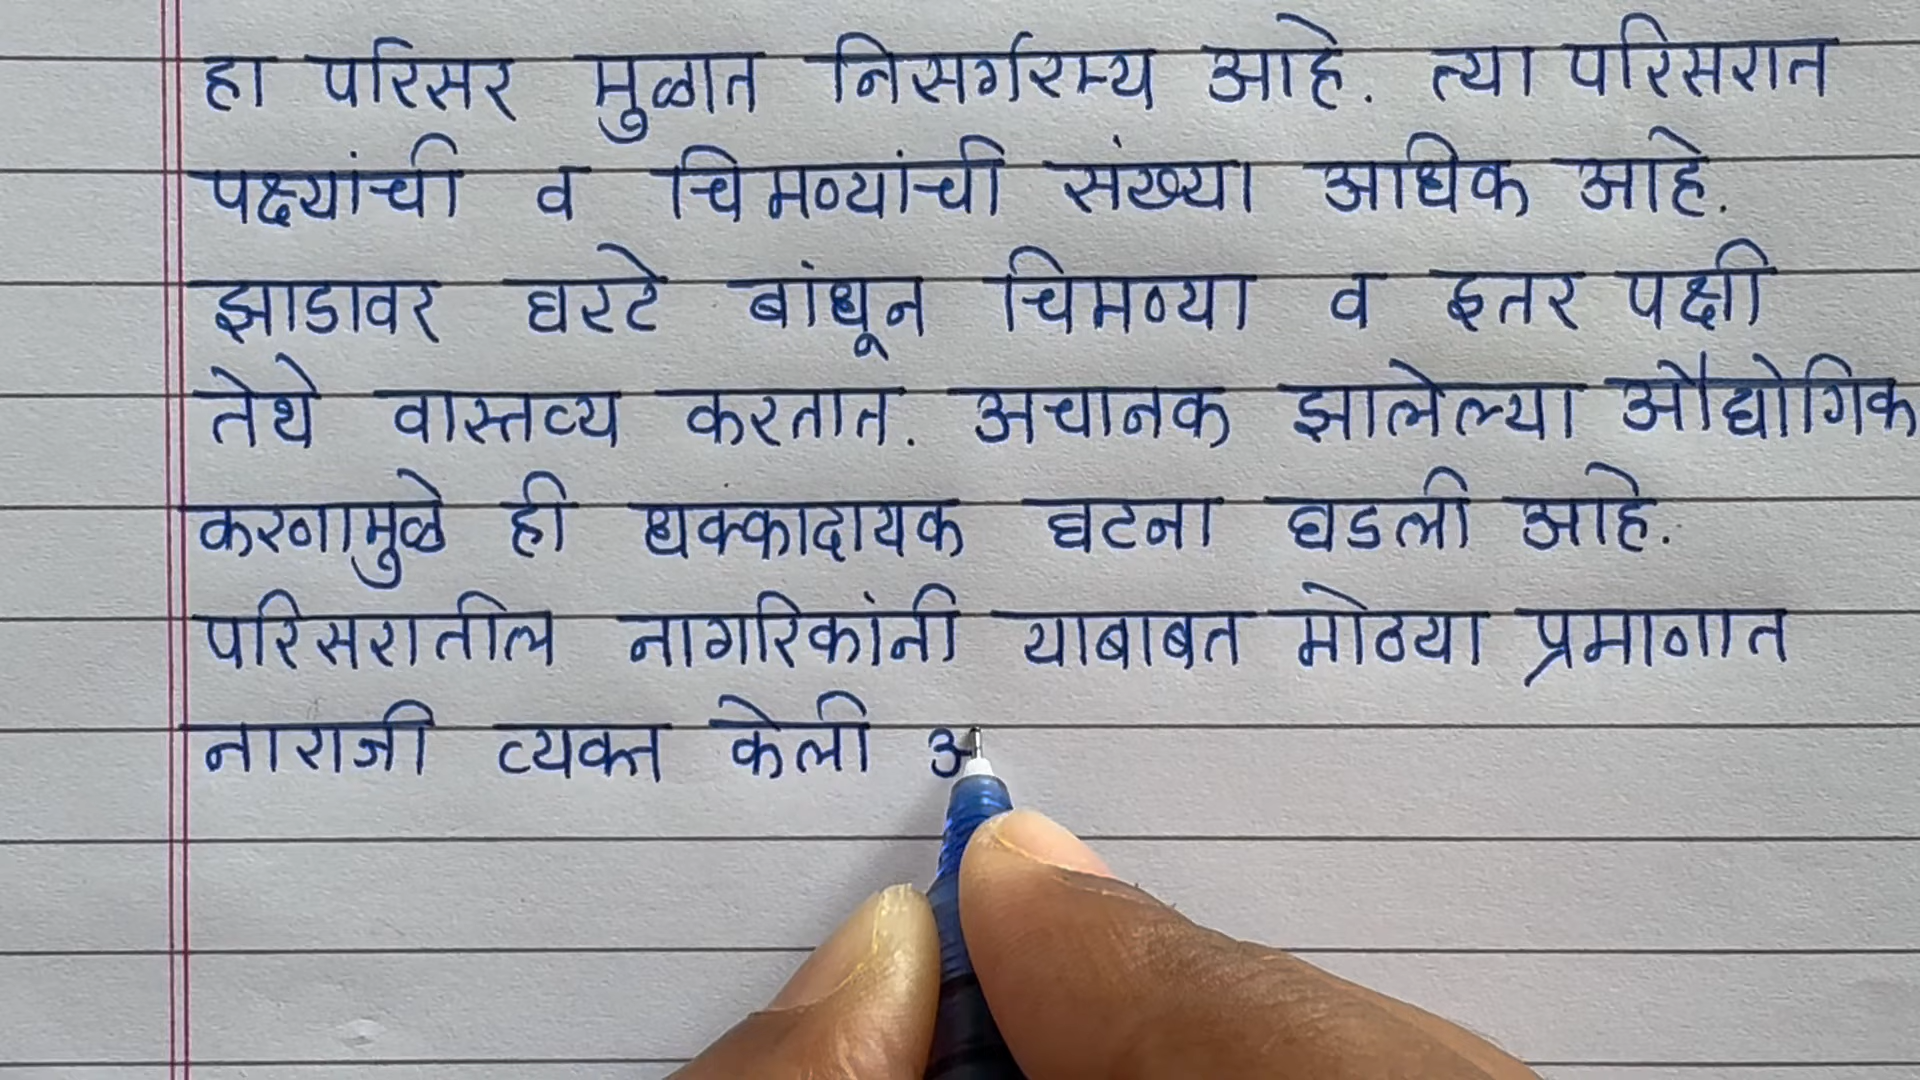 हा परिसर मुळात निसर्गरम्य आहे. त्या परिसरात
पक्ष्यांची व चिमण्यांची संख्या अधिक आहे.
झाडावर घरटे बांधून चिमण्या व इतर पक्षी
तेथे वास्तव्य करतात. अचानक झालेल्या औद्योगिक
करणामुळे ही धक्कादायक घटना घडली आहे.
परिसरातील नागरिकांनी याबाबत मोठया प्रमाणात
नाराजी व्यक्त केली अ